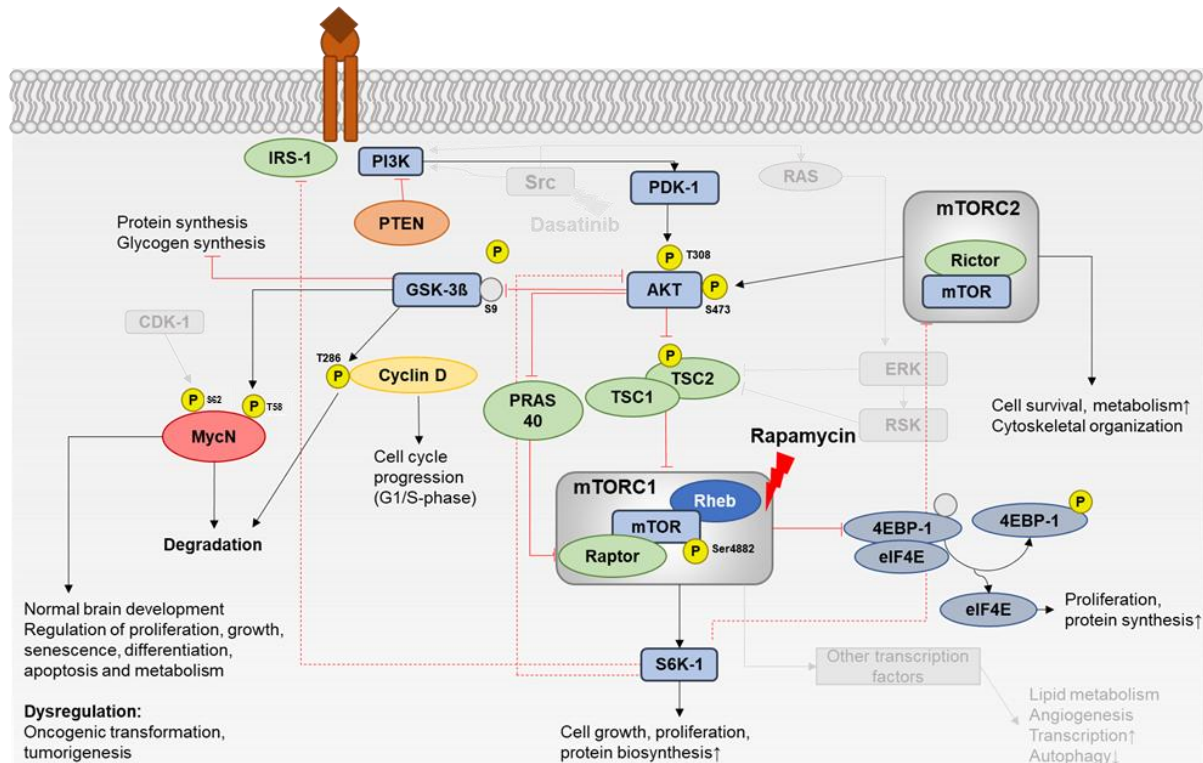 IRS-1
PI3K
Src
Dasatinib
RAS
PDK-1
PTEN
mTORC2
Rictor
mTOR
Protein synthesis
Glycogen synthesis
P
P
T308
GSK-3ß
S9
AKT
P
S473
CDK-1
T286
P
Cyclin D
P
TSC2
TSC1
ERK
RSK
PRAS
40
P
S62
P
T58
MycN
Cell survival, metabolism↑
Cytoskeletal organization
Cell cycle
progression
(G1/S-phase)
Rapamycin
mTORC1
Rheb
mTOR
Raptor
P
Ser4882
4EBP-1
eIF4E
P
4EBP-1
eIF4E
Proliferation,
protein synthesis↑
Degradation
Normal brain development
Regulation of proliferation, growth,
senescence, differentiation,
apoptosis and metabolism
Dysregulation:
Oncogenic transformation,
tumorigenesis
S6K-1
Cell growth, proliferation,
protein biosynthesis↑
Other transcription
factors
Lipid metabolism
Angiogenesis
Transcription↑
Autophagy↓